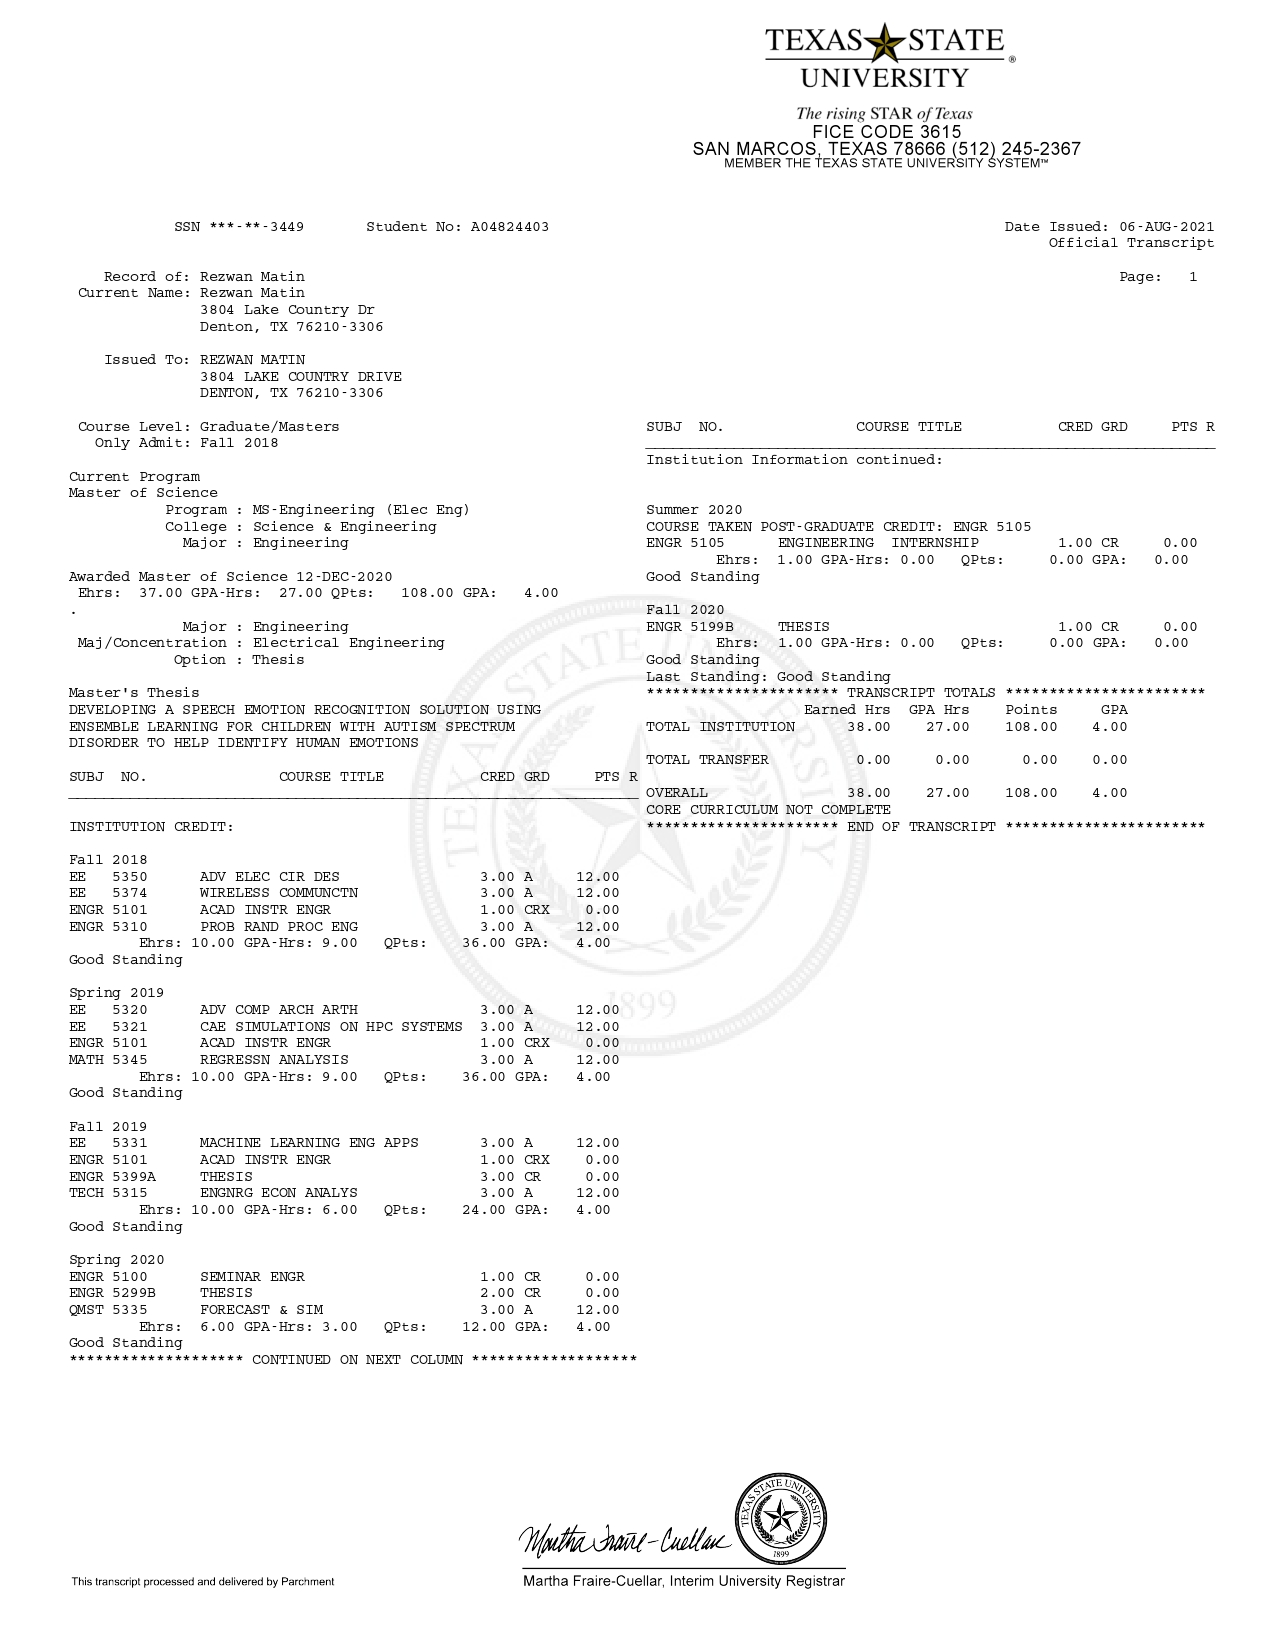 TEXAS STATE
UNIVERSITY ®
The rising STAR of Texas
FICE CODE 3615
SAN MARCOS, TEXAS 78666 (512) 245-2367
MEMBER THE TEXAS STATE UNIVERSITY SYSTEM™
SSN ***-**-3449 Student No: A04824403 Date Issued: 06-AUG-2021
Official Transcript
Record of: Rezwan Matin Page: 1
Current Name: Rezwan Matin
3804 Lake Country Dr
Denton, TX 76210-3306
Issued To: REZWAN MATIN
3804 LAKE COUNTRY DRIVE
DENTON, TX 76210-3306
Course Level: Graduate/Masters
Only Admit: Fall 2018
Current Program
Master of Science
Program : MS-Engineering (Elec Eng)
College : Science & Engineering
Major : Engineering
Awarded Master of Science 12-DEC-2020
Ehrs: 37.00 GPA-Hrs: 27.00 QPts: 108.00 GPA: 4.00
.
Major : Engineering
Maj/Concentration : Electrical Engineering
Option : Thesis
Master's Thesis
DEVELOPING A SPEECH EMOTION RECOGNITION SOLUTION USING
ENSEMBLE LEARNING FOR CHILDREN WITH AUTISM SPECTRUM
DISORDER TO HELP IDENTIFY HUMAN EMOTIONS
SUBJ NO. COURSE TITLE CRED GRD PTS R
INSTITUTION CREDIT:
Fall 2018
EE 5350 ADV ELEC CIR DES 3.00 A 12.00
EE 5374 WIRELESS COMMUNCTN 3.00 A 12.00
ENGR 5101 ACAD INSTR ENGR 1.00 CRX 0.00
ENGR 5310 PROB RAND PROC ENG 3.00 A 12.00
Ehrs: 10.00 GPA-Hrs: 9.00 QPts: 36.00 GPA: 4.00
Good Standing
Spring 2019
EE 5320 ADV COMP ARCH ARTH 3.00 A 12.00
EE 5321 CAE SIMULATIONS ON HPC SYSTEMS 3.00 A 12.00
ENGR 5101 ACAD INSTR ENGR 1.00 CRX 0.00
MATH 5345 REGRESSN ANALYSIS 3.00 A 12.00
Ehrs: 10.00 GPA-Hrs: 9.00 QPts: 36.00 GPA: 4.00
Good Standing
Fall 2019
EE 5331 MACHINE LEARNING ENG APPS 3.00 A 12.00
ENGR 5101 ACAD INSTR ENGR 1.00 CRX 0.00
ENGR 5399A THESIS 3.00 CR 0.00
TECH 5315 ENGNRG ECON ANALYS 3.00 A 12.00
Ehrs: 10.00 GPA-Hrs: 6.00 QPts: 24.00 GPA: 4.00
Good Standing
Spring 2020
ENGR 5100 SEMINAR ENGR 1.00 CR 0.00
ENGR 5299B THESIS 2.00 CR 0.00
QMST 5335 FORECAST & SIM 3.00 A 12.00
Ehrs: 6.00 GPA-Hrs: 3.00 QPts: 12.00 GPA: 4.00
Good Standing
******************** CONTINUED ON NEXT COLUMN *******************
SUBJ NO. COURSE TITLE CRED GRD PTS R
Institution Information continued:
Summer 2020
COURSE TAKEN POST-GRADUATE CREDIT: ENGR 5105
ENGR 5105 ENGINEERING INTERNSHIP 1.00 CR 0.00
Ehrs: 1.00 GPA-Hrs: 0.00 QPts: 0.00 GPA: 0.00
Good Standing
Fall 2020
ENGR 5199B THESIS 1.00 CR 0.00
Ehrs: 1.00 GPA-Hrs: 0.00 QPts: 0.00 GPA: 0.00
Good Standing
Last Standing: Good Standing
********************** TRANSCRIPT TOTALS ***********************
Earned Hrs GPA Hrs Points GPA
TOTAL INSTITUTION 38.00 27.00 108.00 4.00
TOTAL TRANSFER 0.00 0.00 0.00 0.00
OVERALL 38.00 27.00 108.00 4.00
CORE CURRICULUM NOT COMPLETE
********************** END OF TRANSCRIPT ***********************
TEXAS STATE UNIVERSITY
1899
TEXAS STATE UNIVERSITY
1899
Martha Fraire-Cuellar
Martha Fraire-Cuellar, Interim University Registrar
This transcript processed and delivered by Parchment